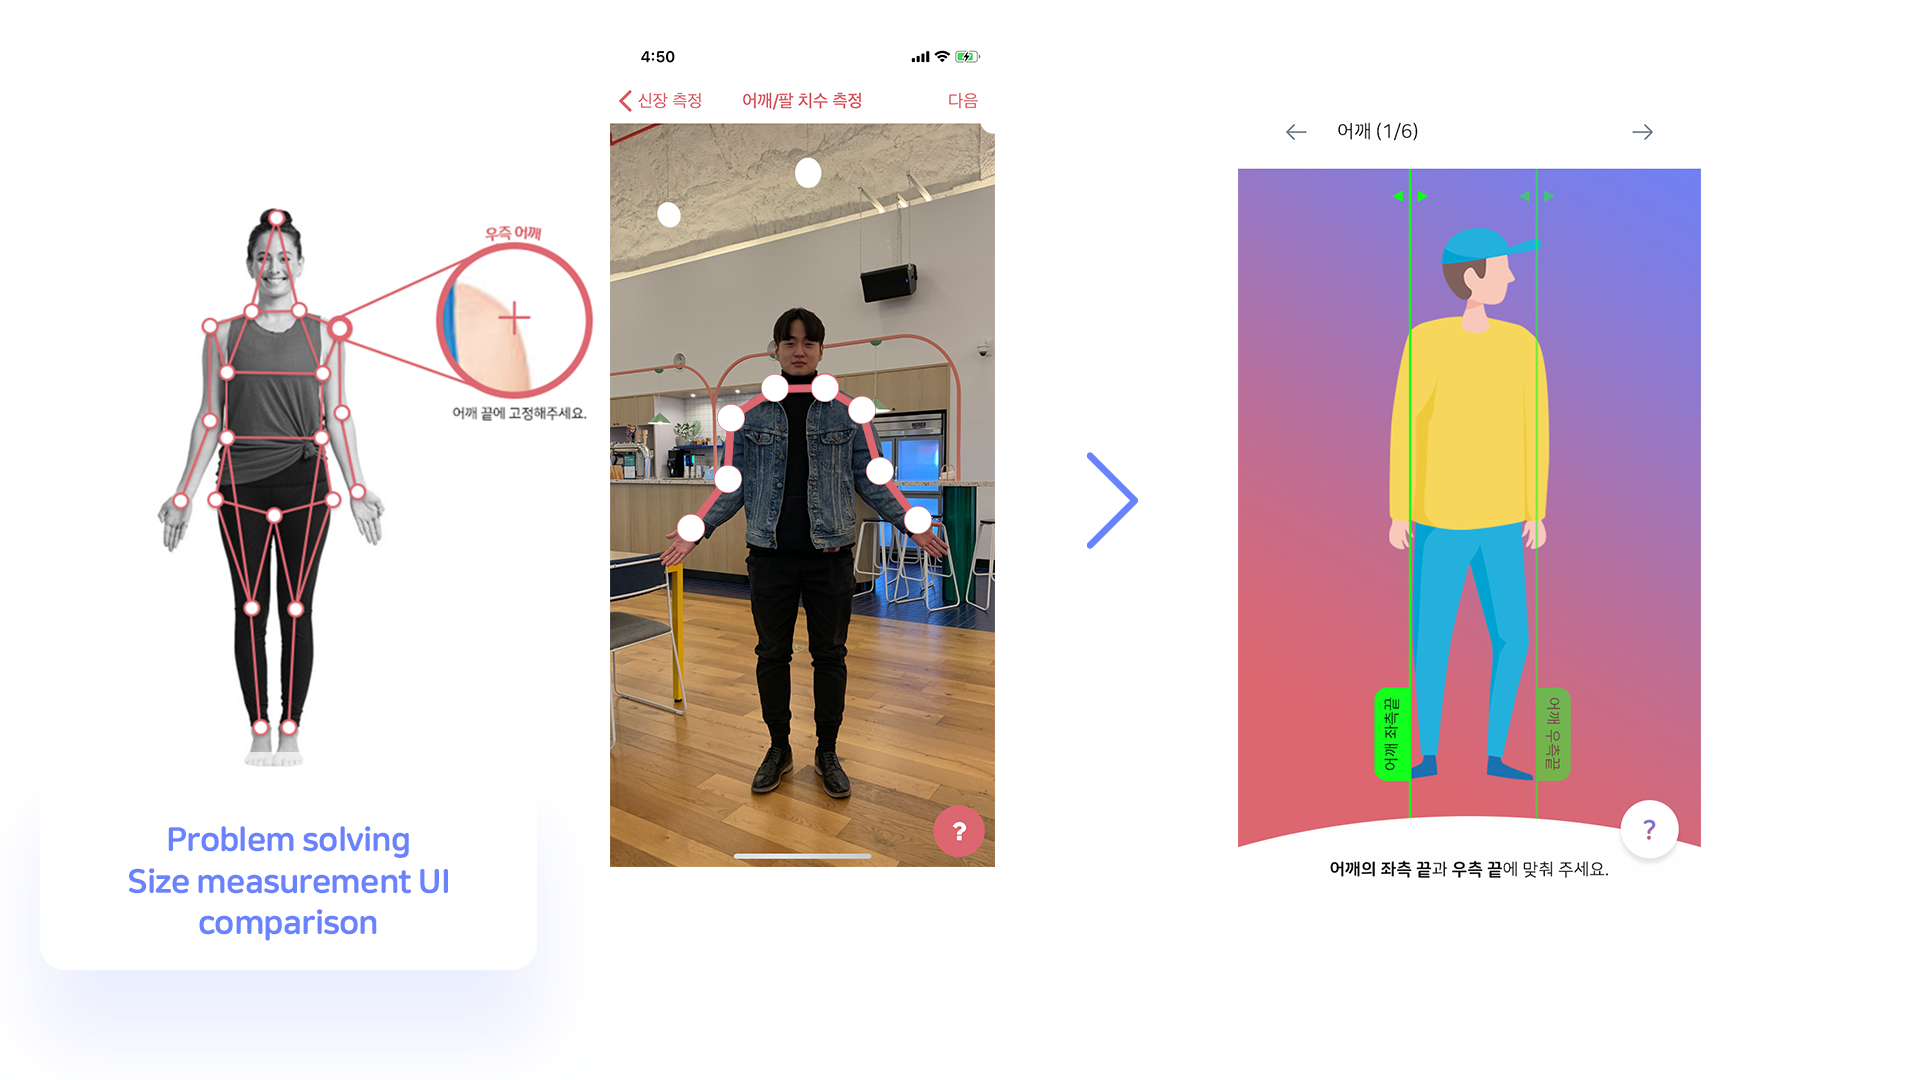 우측 어깨
어깨 끝에 고정해주세요.
Problem solving
Size measurement UI
comparison
4:50
신장 측정
어깨/팔 치수 측정
다음
?
어깨 (1/6)
어깨 좌측끝
어깨 우측끝
?
어깨의 좌측 끝과 우측 끝에 맞춰 주세요.